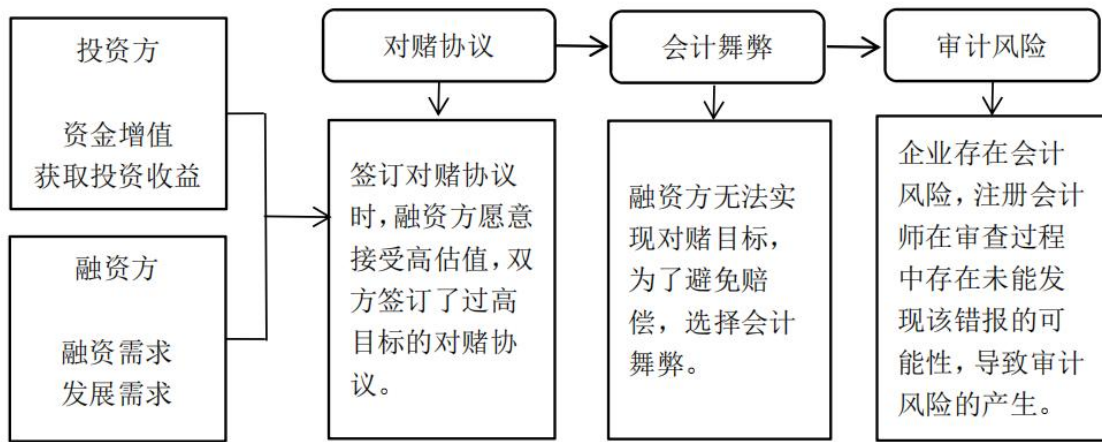 投资方
资金增值
获取投资收益
融资方
融资需求
发展需求
对赌协议
签订对赌协议
时，融资方愿意
接受高估值，双
方签订了过高
目标的对赌协
议。
会计舞弊
融资方无法实
现对赌目标，
为了避免赔
偿，选择会计
舞弊。
审计风险
企业存在会计
风险，注册会计
师在审查过程
中存在未能发
现该错报的可
能性，导致审计
风险的产生。